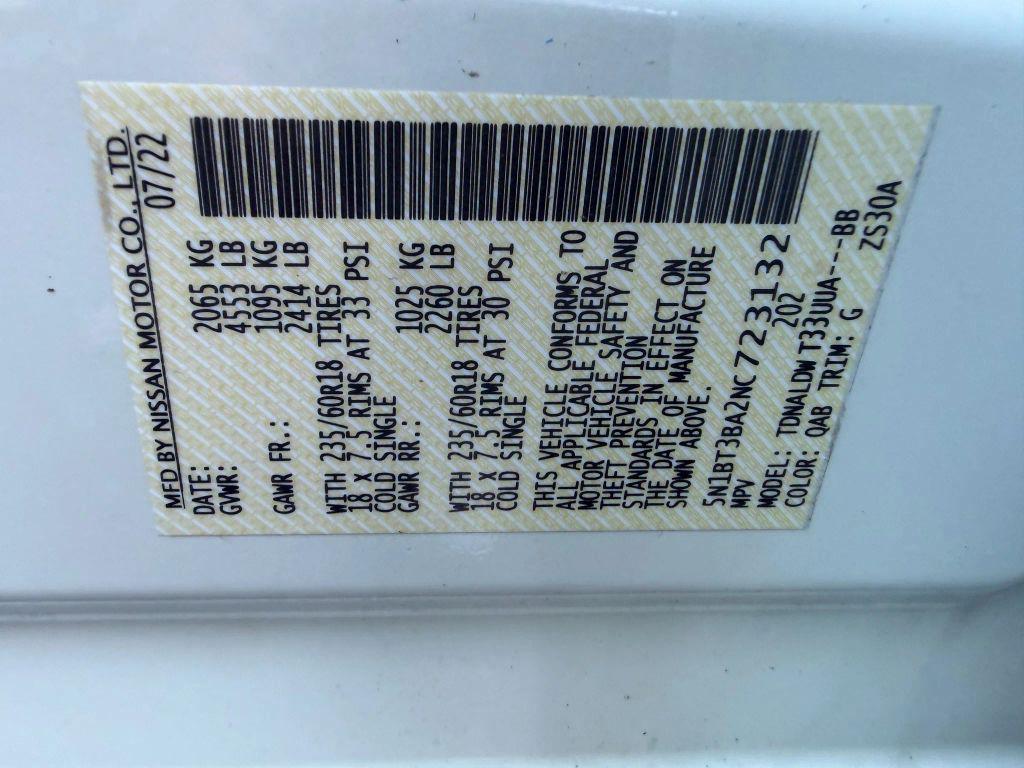 MFD BY NISSAN MOTOR CO., LTD.
DATE: 07/22
GVWR: 2065 KG
4553 LB
GAWR FR.: 1095 KG
2414 LB
WITH 235/60R18 TIRES
18 X 7.5 RIMS AT 33 PSI
COLD SINGLE
GAWR RR.: 1025 KG
2260 LB
WITH 235/60R18 TIRES
18 X 7.5 RIMS AT 30 PSI
COLD SINGLE
THIS VEHICLE CONFORMS TO
ALL APPLICABLE FEDERAL
MOTOR VEHICLE SAFETY AND
THEFT PREVENTION
STANDARDS IN EFFECT ON
THE DATE OF MANUFACTURE
SHOWN ABOVE.
5N1BT3BA2NC723132
MPV 202
MODEL: TDNALDW T33UUA---BB
COLOR: QAB TRIM: G ZS30A